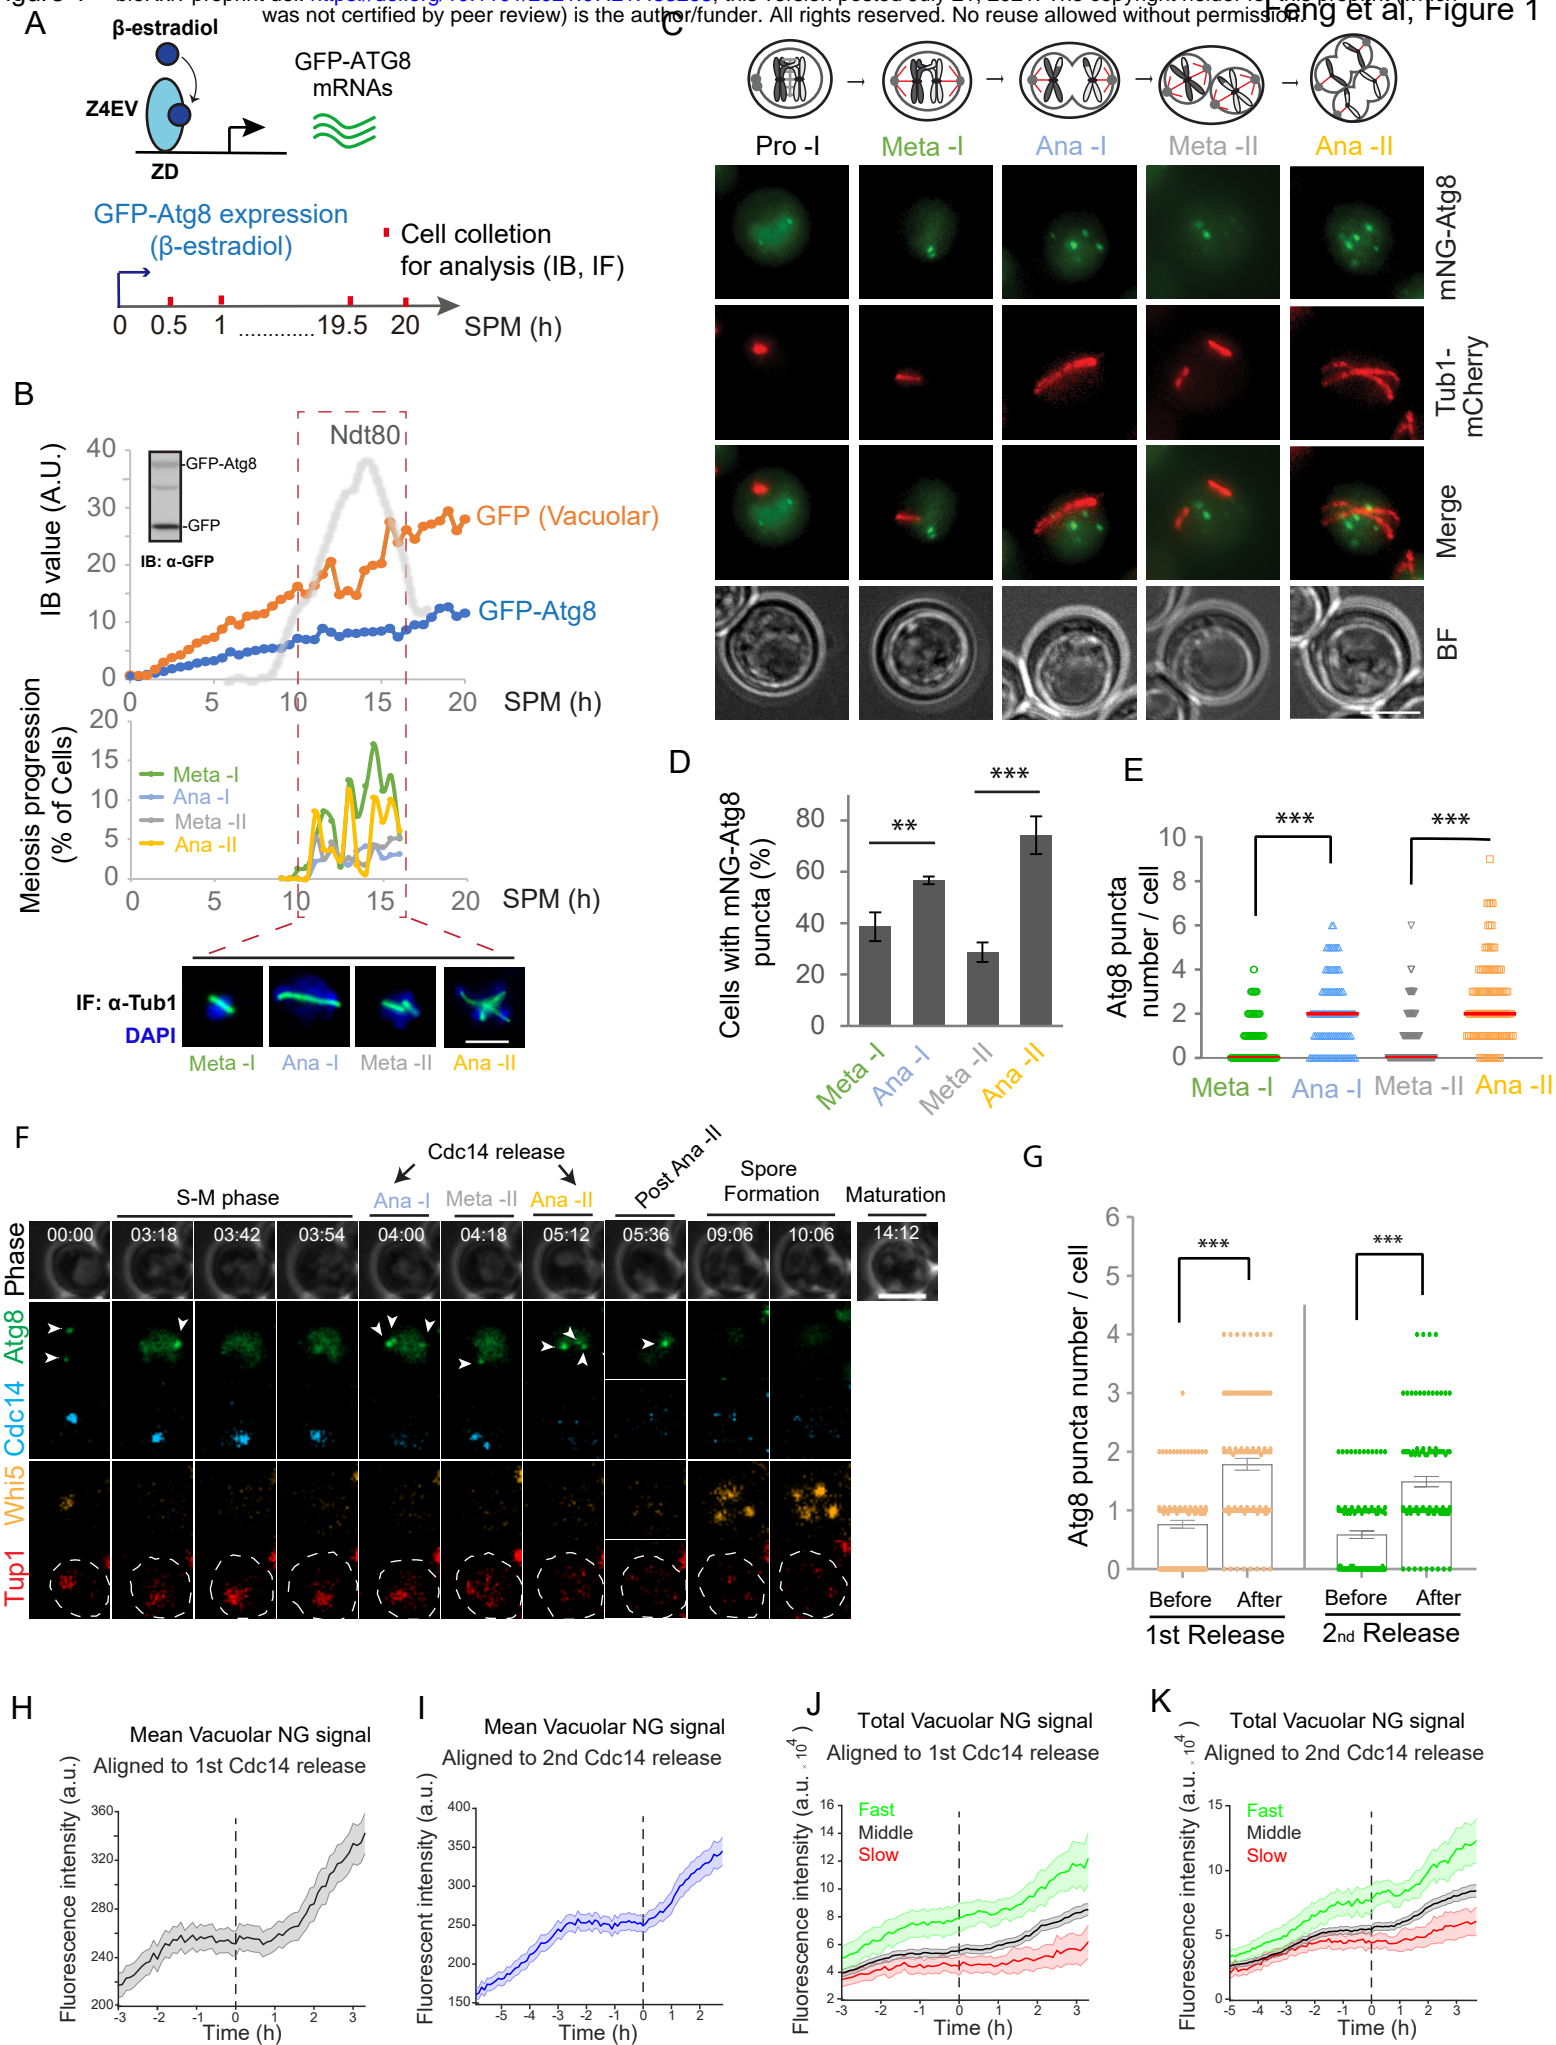 was not certified by peer review) is the author/funder. All rights reserved. No reuse allowed without permission.
Feng et al, Figure 1
A
β-estradiol
GFP-ATG8
mRNAs
Z4EV
ZD
GFP-Atg8 expression
(β-estradiol)
Cell colletion
for analysis (IB, IF)
0 0.5 1 ............. 19.5 20 SPM (h)
B
Ndt80
IB value (A.U.)
40
30
20
10
0
-GFP-Atg8
-GFP
IB: α-GFP
GFP (Vacuolar)
GFP-Atg8
0 5 10 15 20 SPM (h)
Meiosis progression
(% of Cells)
20
15
10
5
0
Meta -I
Ana -I
Meta -II
Ana -II
0 5 10 15 20 SPM (h)
IF: α-Tub1
DAPI
Meta -I Ana -I Meta -II Ana -II
C
Pro -I Meta -I Ana -I Meta -II Ana -II
mNG-Atg8
Tub1-
mCherry
Merge
BF
D
Cells with mNG-Atg8
puncta (%)
80
60
40
20
0
** ***
Meta -I Ana -I Meta -II Ana -II
E
Atg8 puncta
number / cell
10
8
6
4
2
0
*** ***
Meta -I Ana -I Meta -II Ana -II
F
Cdc14 release
S-M phase
Ana -I Meta -II Ana -II
Post Ana -II
Spore
Formation
Maturation
Phase
00:00 03:18 03:42 03:54 04:00 04:18 05:12 05:36 09:06 10:06 14:12
Atg8
Cdc14
Whi5
Tup1
G
Atg8 puncta number / cell
6
5
4
3
2
1
0
*** ***
Before After Before After
1st Release 2nd Release
H
Mean Vacuolar NG signal
Aligned to 1st Cdc14 release
Fluorescence intensity (a.u.)
360
320
280
240
200
-3 -2 -1 0 1 2 3
Time (h)
I
Mean Vacuolar NG signal
Aligned to 2nd Cdc14 release
Fluorescent intensity (a.u.)
400
350
300
250
200
150
-5 -4 -3 -2 -1 0 1 2
Time (h)
J
Total Vacuolar NG signal
Aligned to 1st Cdc14 release
Fluorescence intensity (a.u. × 10⁴ )
16
14
12
10
8
6
4
2
Fast
Middle
Slow
-3 -2 -1 0 1 2 3
Time (h)
K
Total Vacuolar NG signal
Aligned to 2nd Cdc14 release
Fluorescence intensity (a.u. × 10⁴ )
15
10
5
0
Fast
Middle
Slow
-5 -4 -3 -2 -1 0 1 2 3
Time (h)